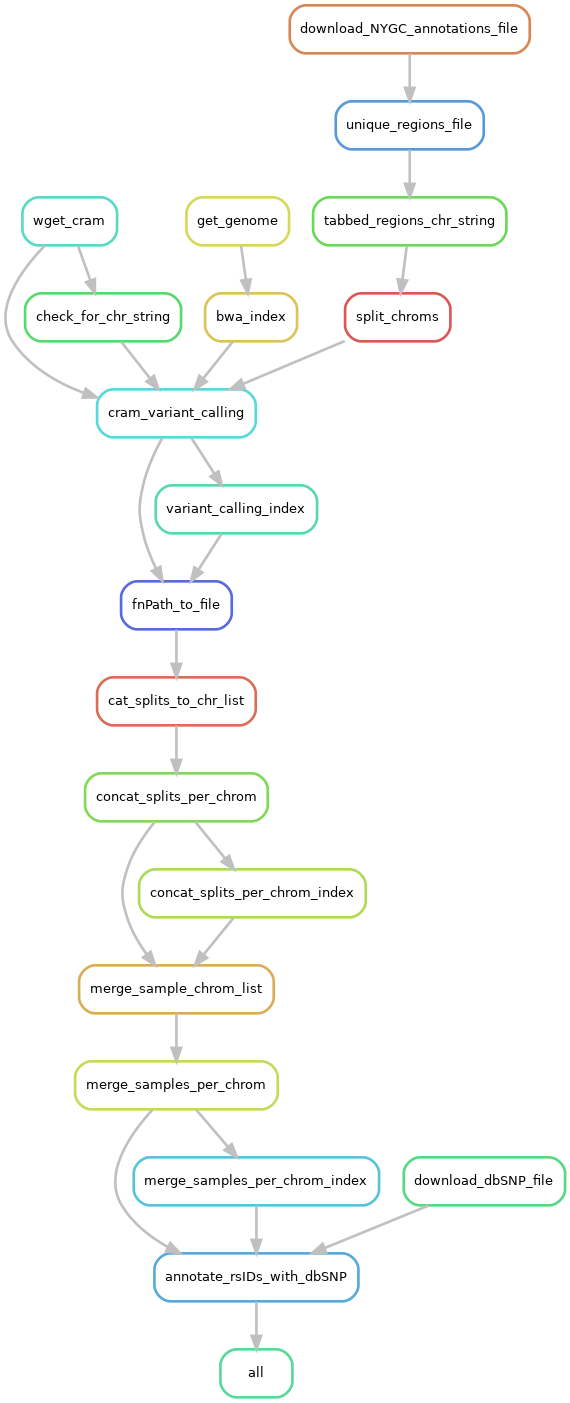 download_NYGC_annotations_file
unique_regions_file
wget_cram
get_genome
tabbed_regions_chr_string
check_for_chr_string
bwa_index
split_chroms
cram_variant_calling
variant_calling_index
fnPath_to_file
cat_splits_to_chr_list
concat_splits_per_chrom
concat_splits_per_chrom_index
merge_sample_chrom_list
merge_samples_per_chrom
merge_samples_per_chrom_index
download_dbSNP_file
annotate_rsIDs_with_dbSNP
all